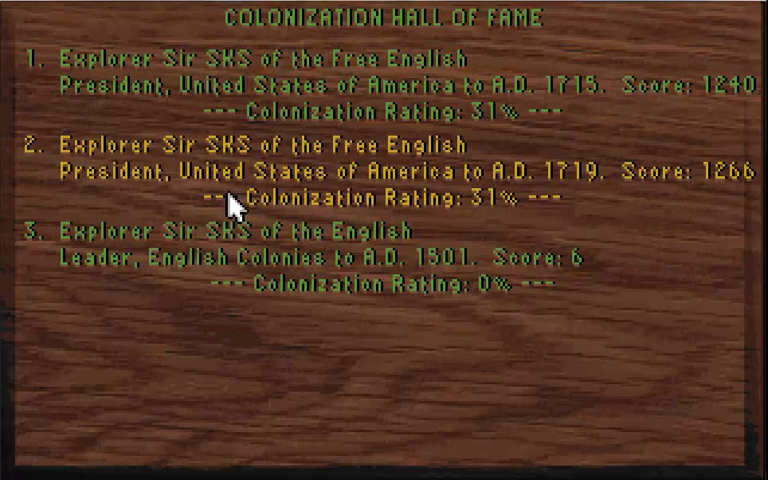 COLONIZATION HALL OF FAME
1. Explorer Sir SKS of the Free English
President, United States of America to A.D. 1715. Score: 1240
--- Colonization Rating: 31% ---
2. Explorer Sir SKS of the Free English
President, United States of America to A.D. 1719. Score: 1266
--- Colonization Rating: 31% ---
3. Explorer Sir SKS of the English
Leader, English Colonies to A.D. 1501. Score: 6
--- Colonization Rating: 0% ---